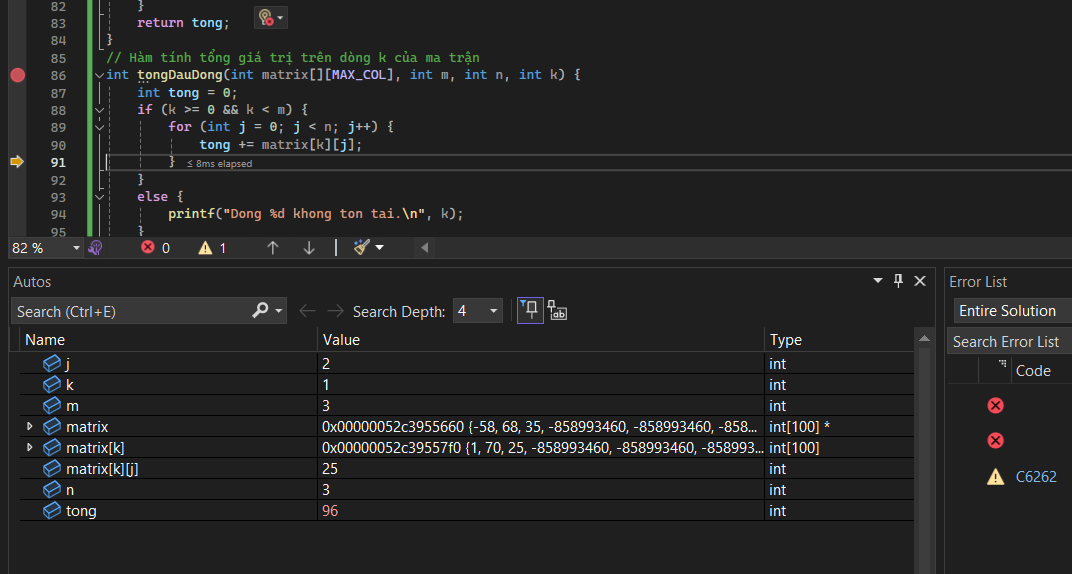 82 }
83 return tong;
84 }
85 // Hàm tính tổng giá trị trên dòng k của ma trận
86 int tongDauDong(int matrix[][MAX_COL], int m, int n, int k) {
87 int tong = 0;
88 if (k >= 0 && k < m) {
89 for (int j = 0; j < n; j++) {
90 tong += matrix[k][j];
91 } ≤ 8ms elapsed
92 }
93 else {
94 printf("Dong %d khong ton tai.\n", k);
95 }
82 % 0 1
Autos
Search (Ctrl+E) Search Depth: 4
Name Value Type
j 2 int
k 1 int
m 3 int
matrix 0x00000052c3955660 {-58, 68, 35, -858993460, -858993460, -858... int[100] *
matrix[k] 0x00000052c39557f0 {1, 70, 25, -858993460, -858993460, -858993... int[100]
matrix[k][j] 25 int
n 3 int
tong 96 int
Error List
Entire Solution
Search Error List
Code
C6262